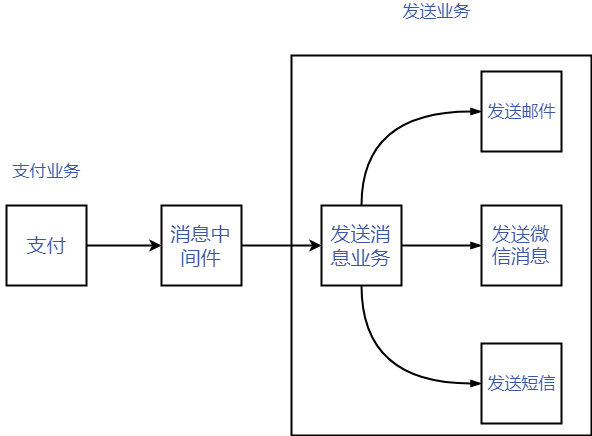 发送业务
发送邮件
支付业务
支付
消息中
间件
发送消
息业务
发送微
信消息
发送短信